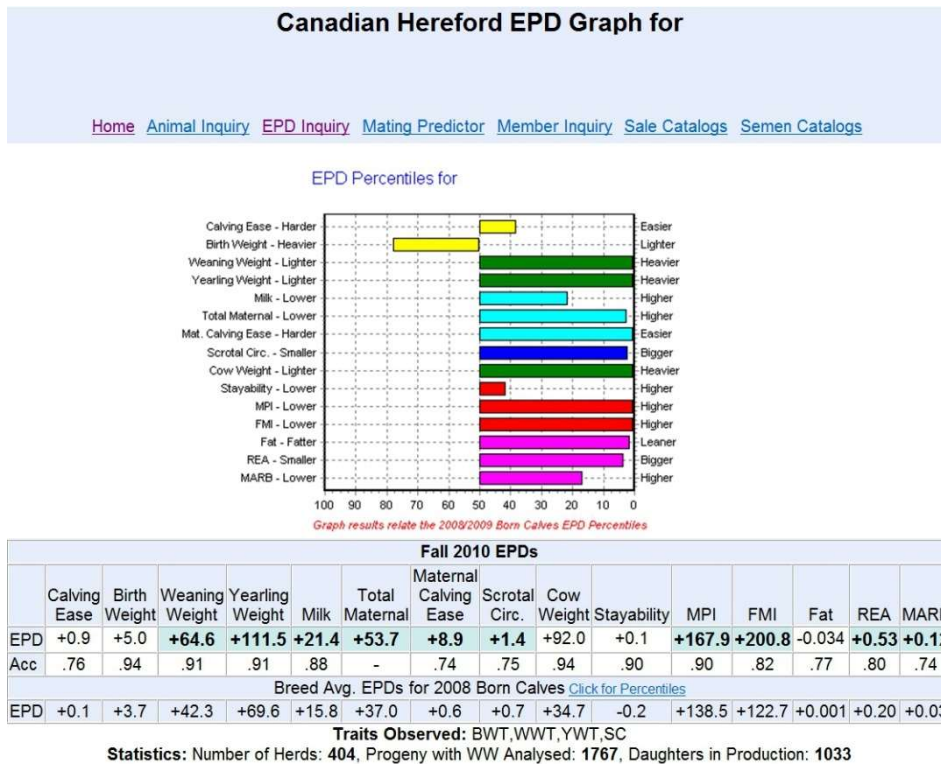 Canadian Hereford EPD Graph for
Home Animal Inquiry EPD Inquiry Mating Predictor Member Inquiry Sale Catalogs Semen Catalogs
EPD Percentiles for
Calving Ease - Harder Easier
Birth Weight - Heavier Lighter
Weaning Weight - Lighter Heavier
Yearling Weight - Lighter Heavier
Milk - Lower Higher
Total Maternal - Lower Higher
Mat. Calving Ease - Harder Easier
Scrotal Circ. - Smaller Bigger
Cow Weight - Lighter Heavier
Stayability - Lower Higher
MPI - Lower Higher
FMI - Lower Higher
Fat - Fatter Leaner
REA - Smaller Bigger
MARB - Lower Higher
100 90 80 70 60 50 40 30 20 10 0
Graph results relate the 2008/2009 Born Calves EPD Percentiles
Fall 2010 EPDs
Calving Ease Birth Weight Weaning Weight Yearling Weight Milk Total Maternal Maternal Calving Ease Scrotal Circ. Cow Weight Stayability MPI FMI Fat REA MARB
EPD +0.9 +5.0 +64.6 +111.5 +21.4 +53.7 +8.9 +1.4 +92.0 +0.1 +167.9 +200.8 -0.034 +0.53
Acc .76 .94 .91 .91 .88 - .74 .75 .94 .90 .90 .82 .77 .80 .74
Breed Avg. EPDs for 2008 Born Calves Click for Percentiles
EPD +0.1 +3.7 +42.3 +69.6 +15.8 +37.0 +0.6 +0.7 +34.7 -0.2 +138.5 +122.7 +0.001 +0.20
Traits Observed: BWT,WWT,YWT,SC
Statistics: Number of Herds: 404, Progeny with WW Analysed: 1767, Daughters in Production: 1033